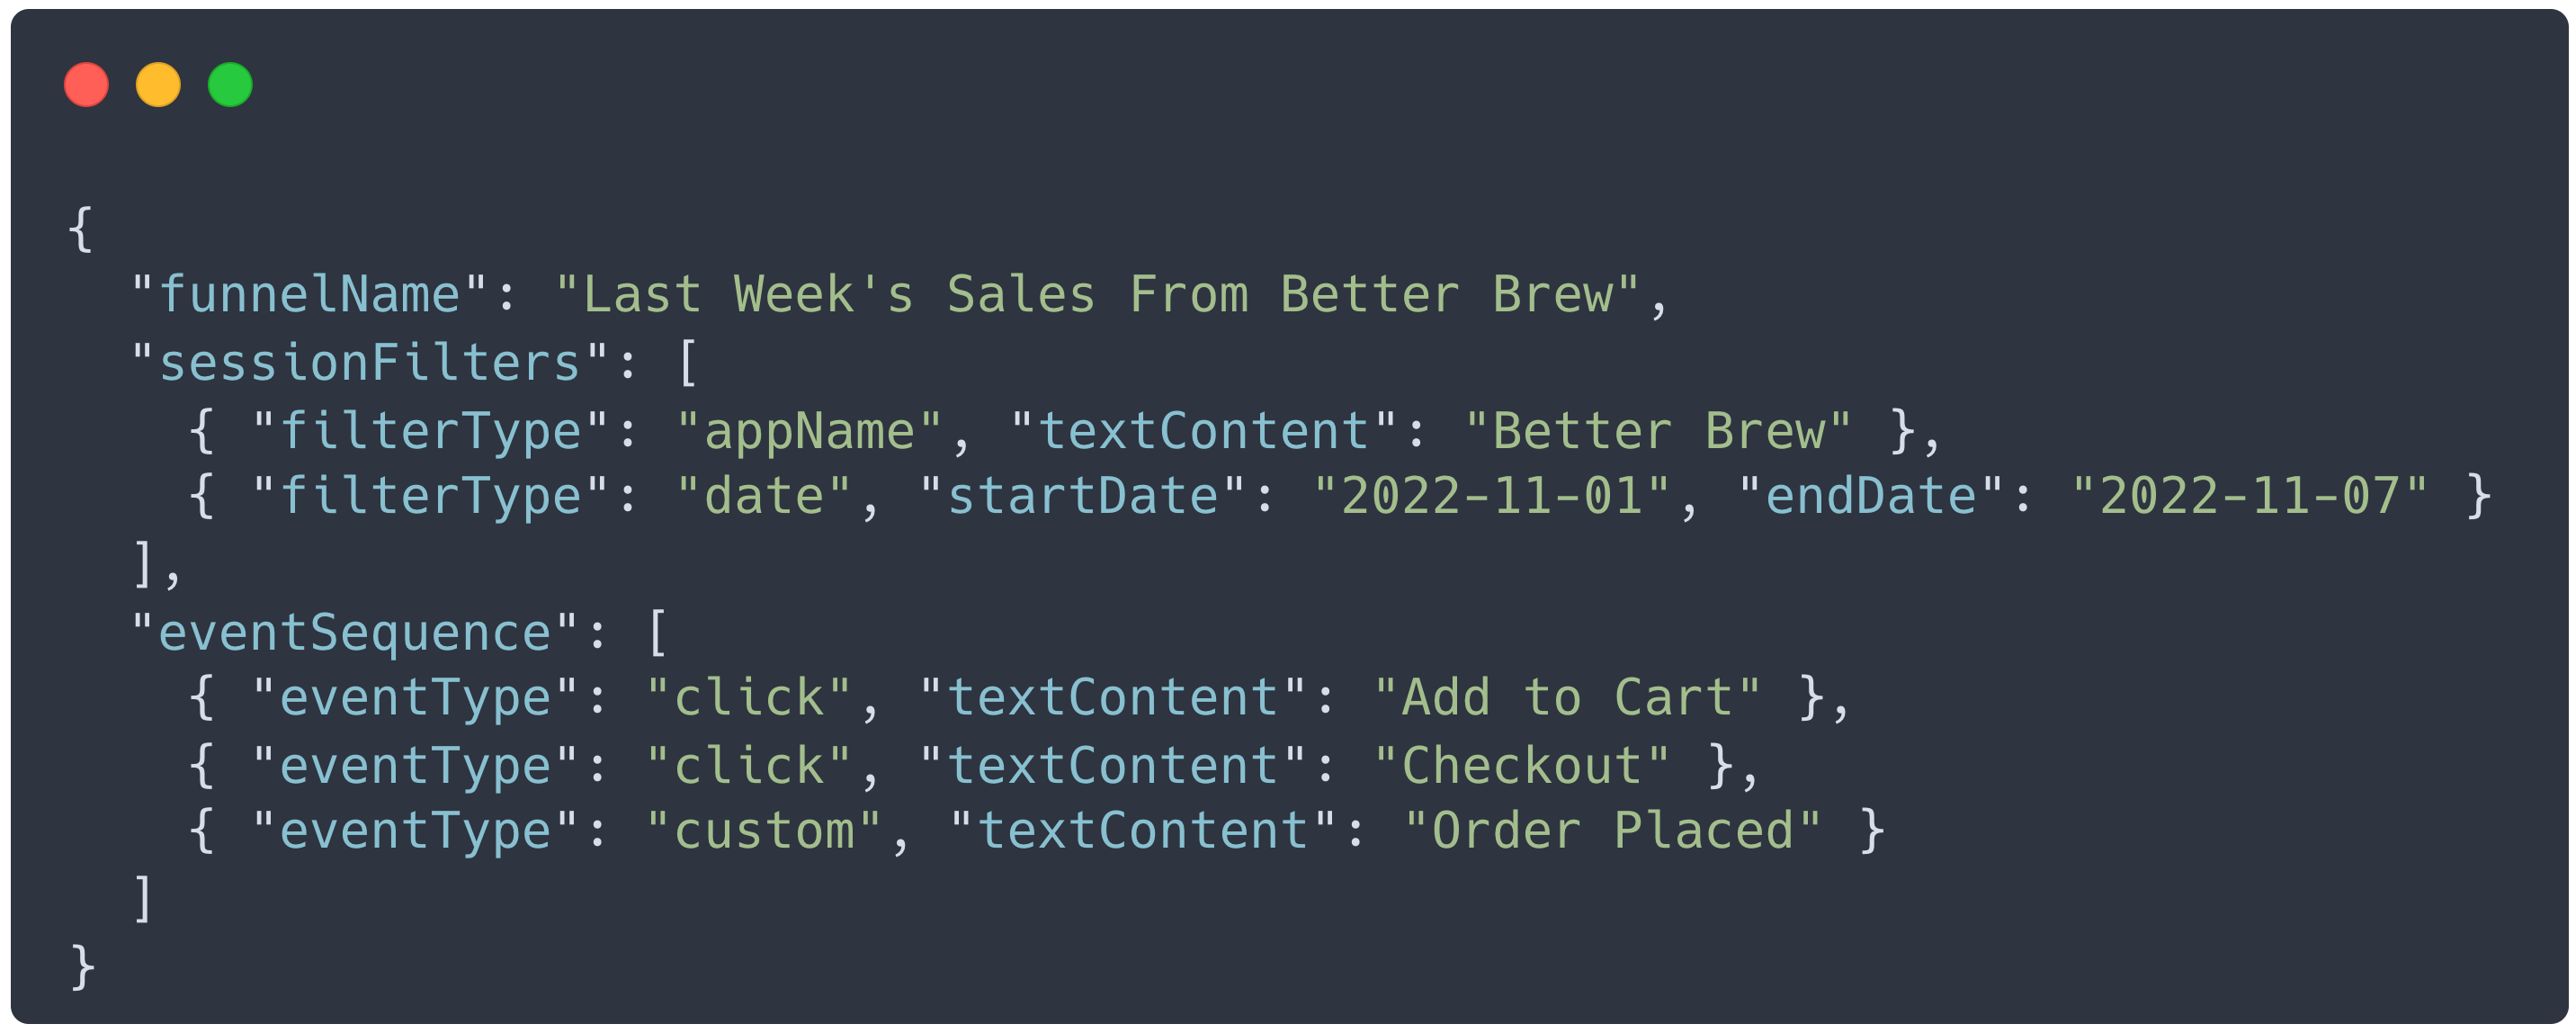 {
  "funnelName": "Last Week's Sales From Better Brew",
  "sessionFilters": [
    { "filterType": "appName", "textContent": "Better Brew" },
    { "filterType": "date", "startDate": "2022-11-01", "endDate": "2022-11-07" }
  ],
  "eventSequence": [
    { "eventType": "click", "textContent": "Add to Cart" },
    { "eventType": "click", "textContent": "Checkout" },
    { "eventType": "custom", "textContent": "Order Placed" }
  ]
}